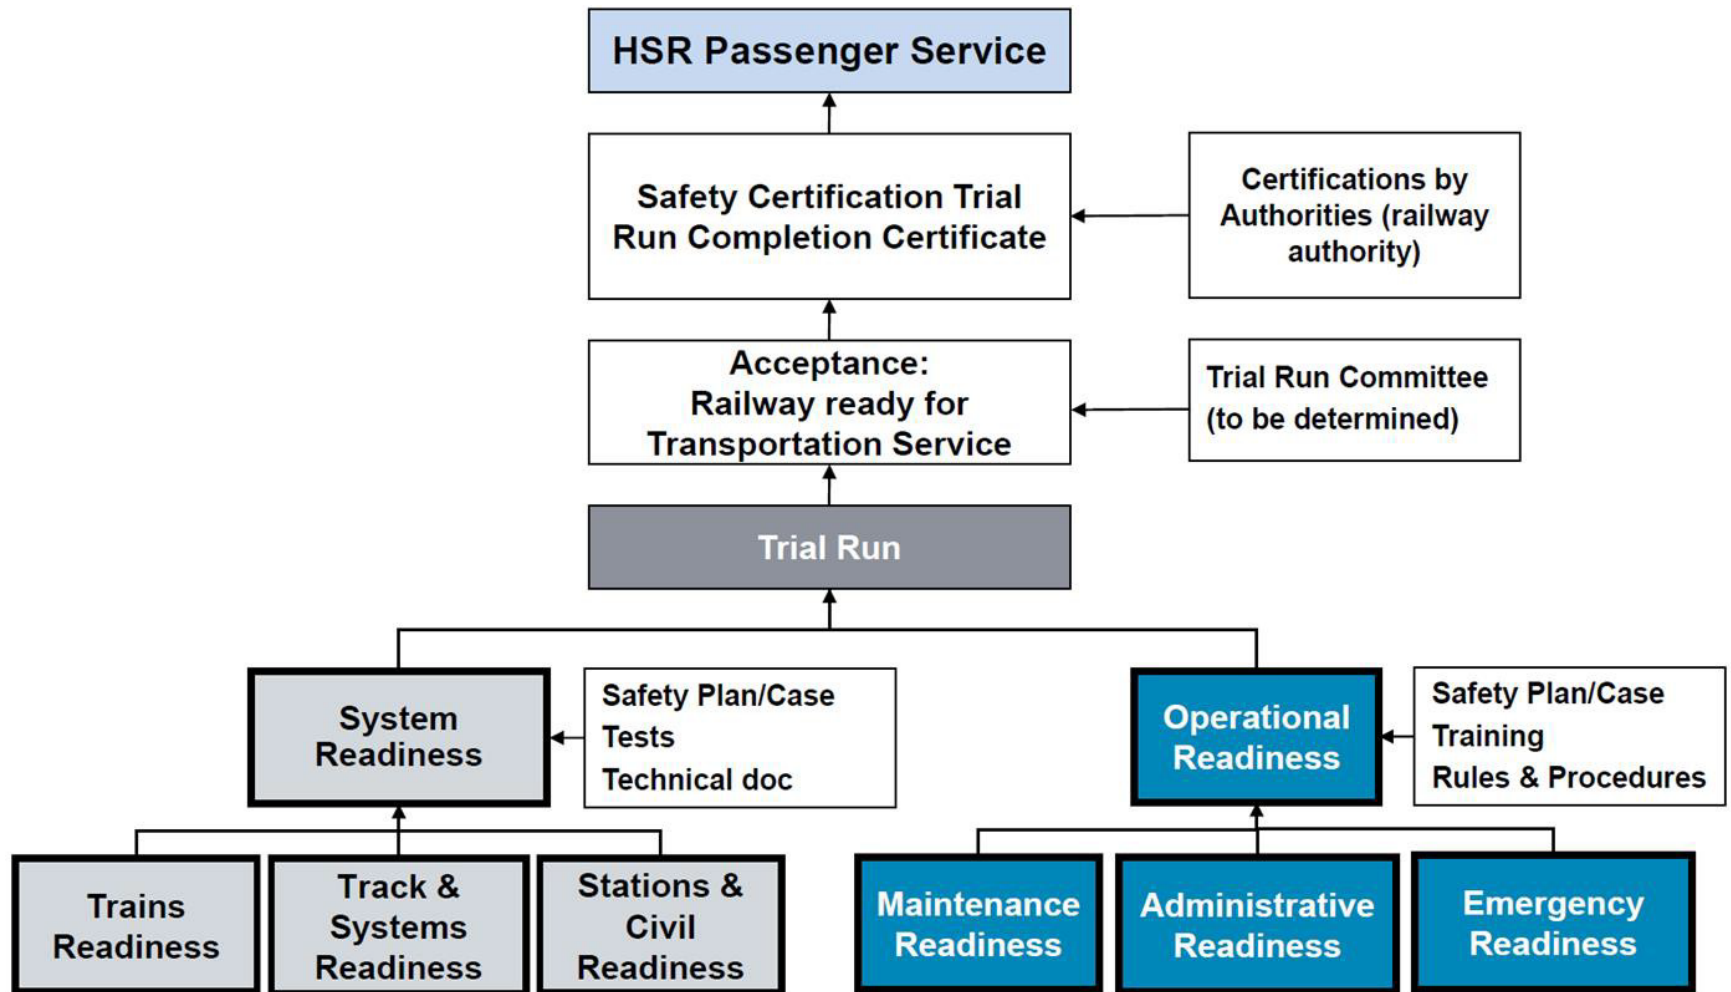 HSR Passenger Service
Safety Certification Trial
Run Completion Certificate
Certifications by
Authorities (railway
authority)
Acceptance:
Railway ready for
Transportation Service
Trial Run Committee
(to be determined)
Trial Run
System
Readiness
Safety Plan/Case
Tests
Technical doc
Operational
Readiness
Safety Plan/Case
Training
Rules & Procedures
Trains
Readiness
Track &
Systems
Readiness
Stations &
Civil
Readiness
Maintenance
Readiness
Administrative
Readiness
Emergency
Readiness